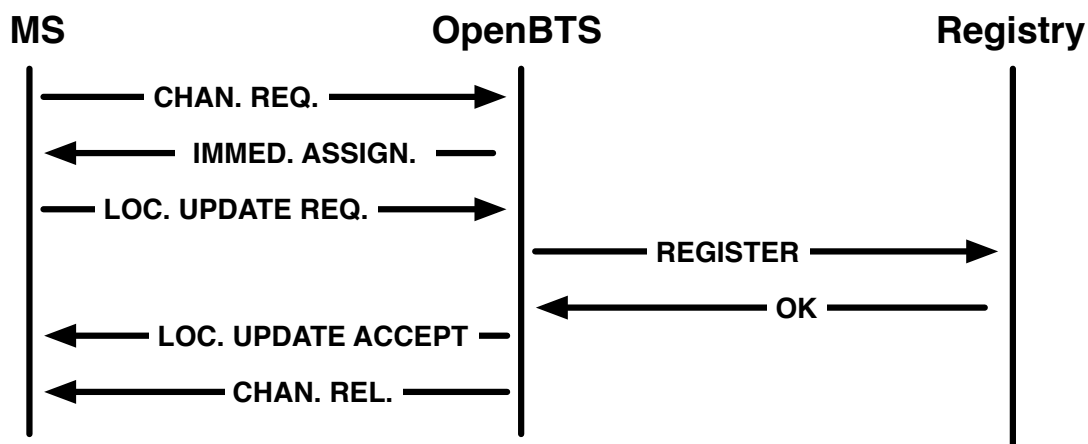 MS OpenBTS Registry
CHAN. REQ.
IMMED. ASSIGN.
LOC. UPDATE REQ.
REGISTER
OK
LOC. UPDATE ACCEPT
CHAN. REL.